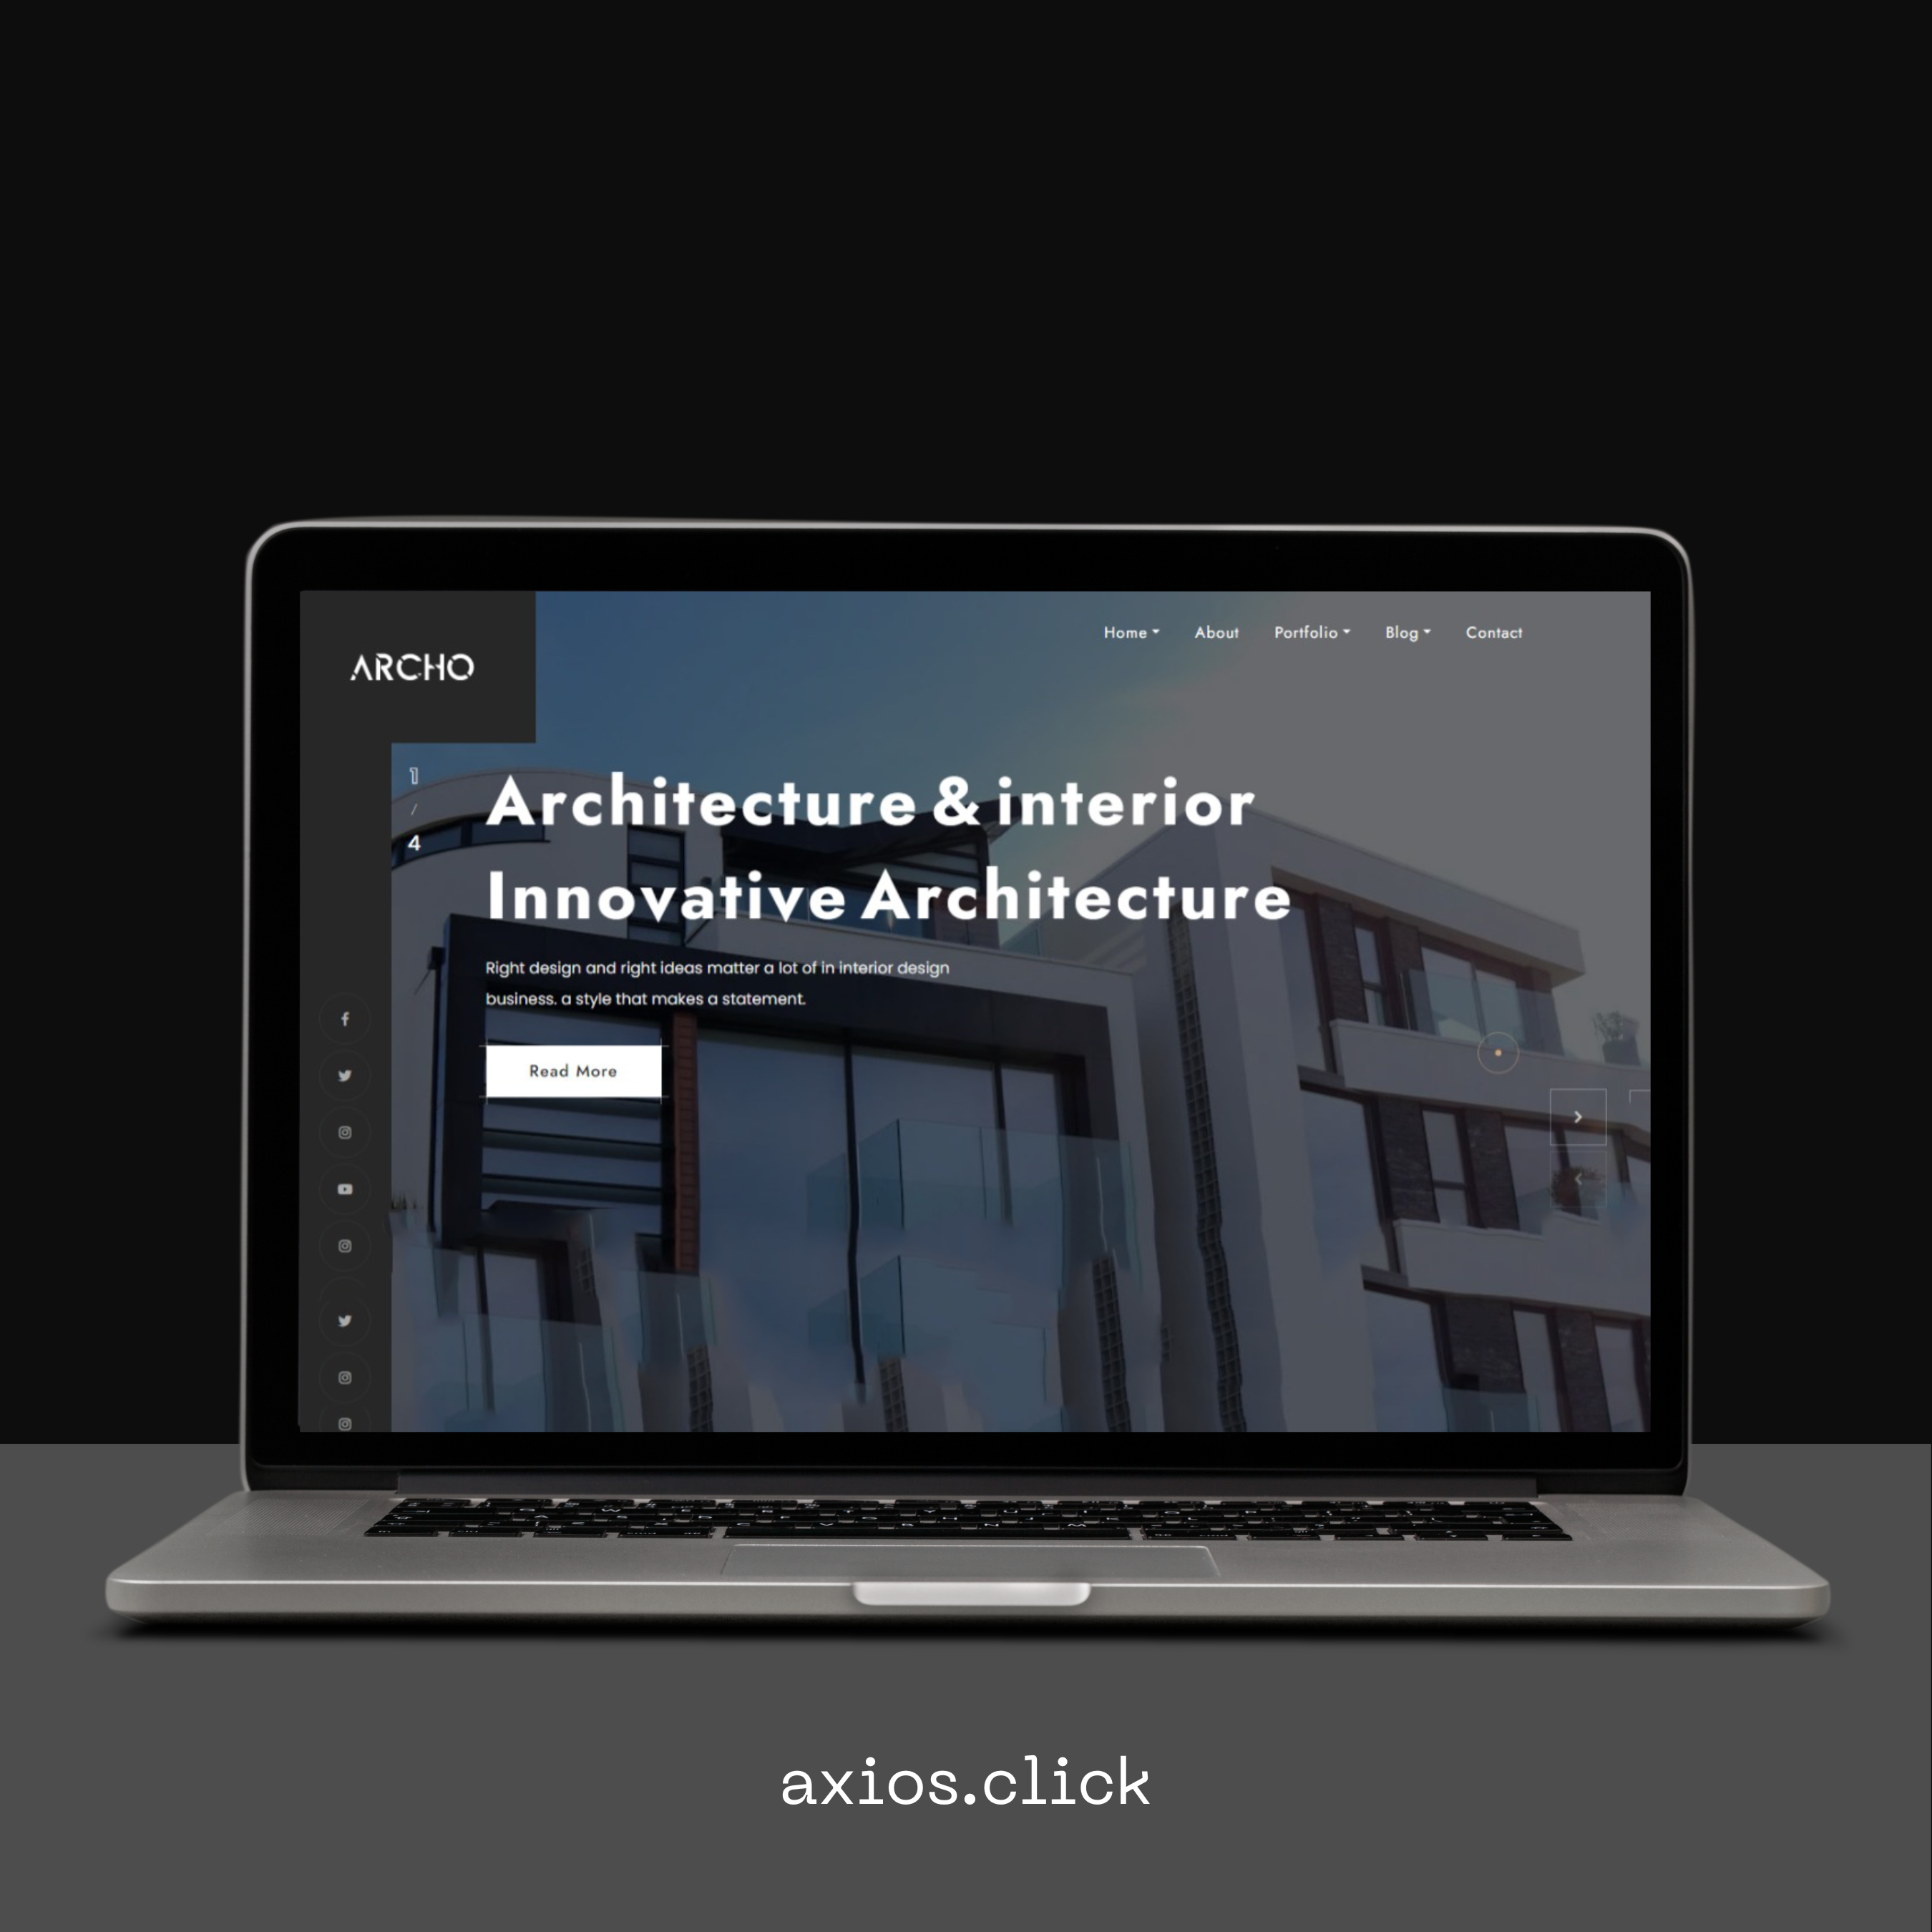 ARCHO
Home About Portfolio Blog Contact
1
/
4
Architecture & interior
Innovative Architecture
Right design and right ideas matter a lot of in interior design
business. a style that makes a statement.
Read More
axios.click